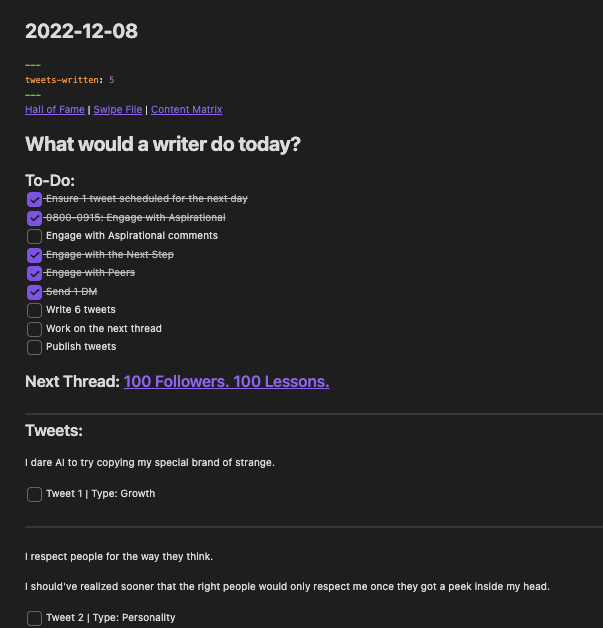 2022-12-08
---
tweets-written: 5
---
Hall of Fame | Swipe File | Content Matrix
What would a writer do today?
To-Do:
Ensure 1 tweet scheduled for the next day
0800-0915: Engage with Aspirational
Engage with Aspirational comments
Engage with the Next Step
Engage with Peers
Send 1 DM
Write 6 tweets
Work on the next thread
Publish tweets
Next Thread: 100 Followers. 100 Lessons.
Tweets:
I dare AI to try copying my special brand of strange.
Tweet 1 | Type: Growth
I respect people for the way they think.
I should've realized sooner that the right people would only respect me once they got a peek inside my head.
Tweet 2 | Type: Personality